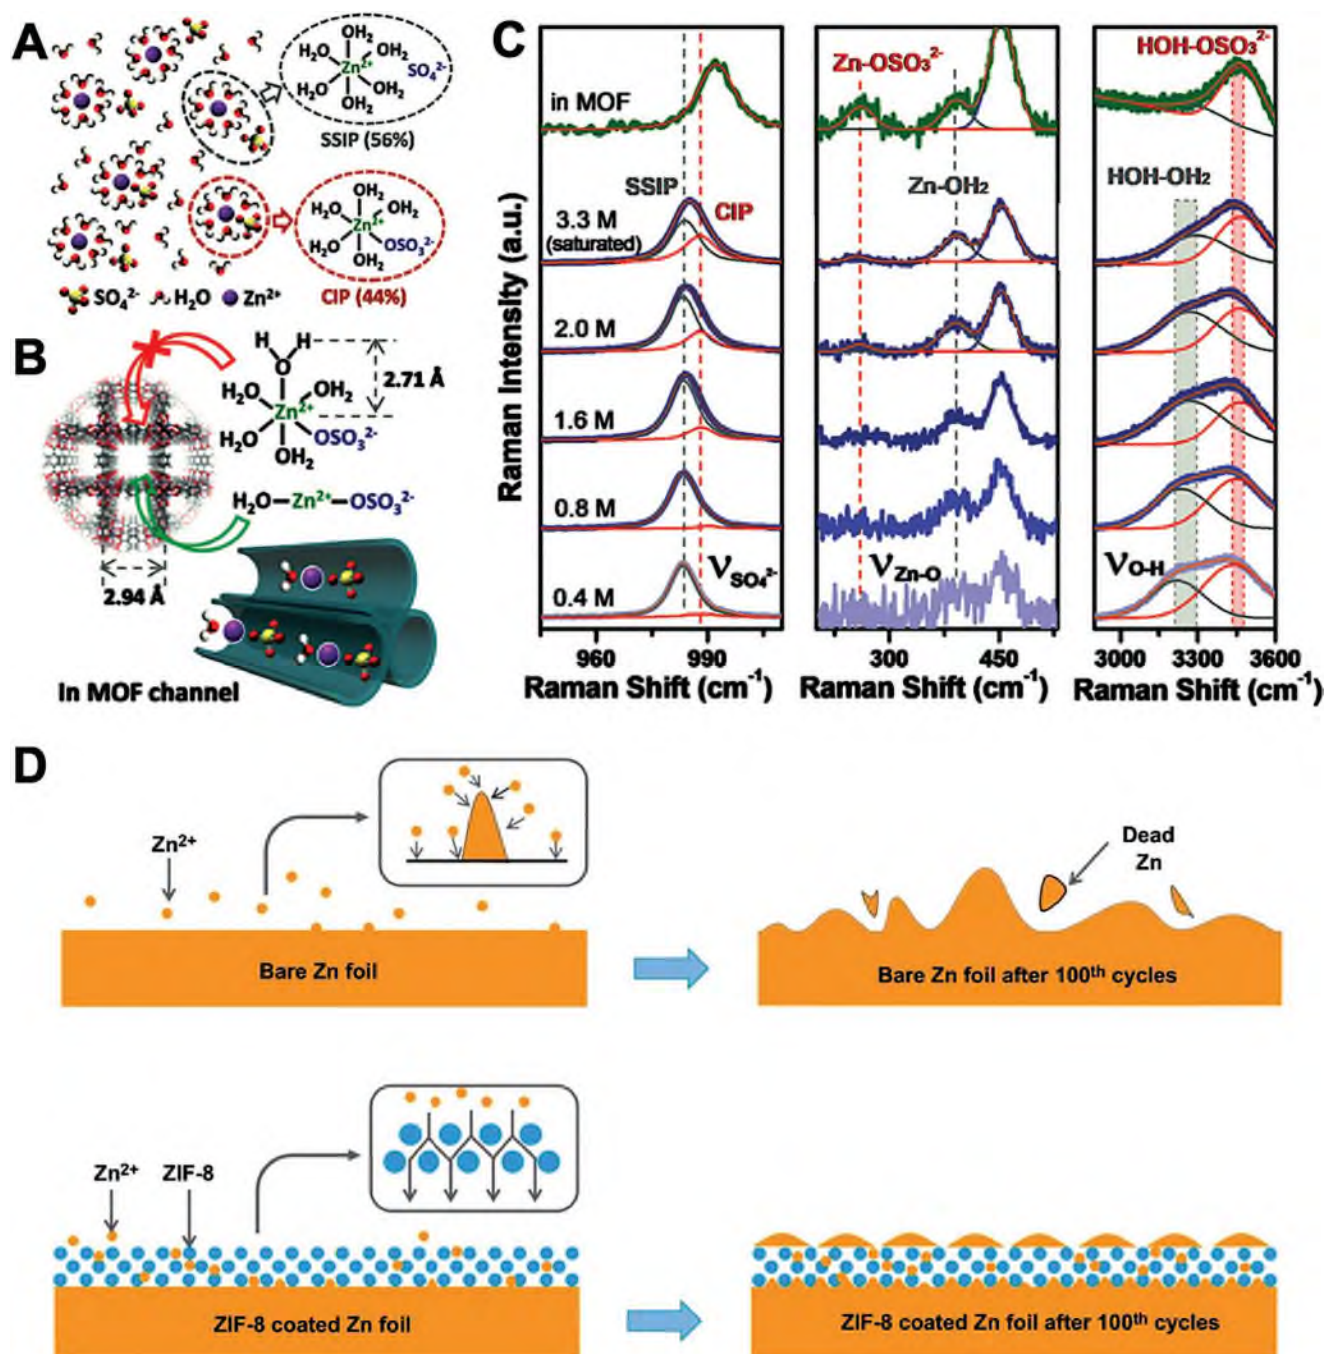 A
OH₂
H₂O
OH₂
Zn²⁺
SO₄²⁻
H₂O
OH₂
OH₂
SSIP (56%)
OH₂
H₂O
OH₂
Zn²⁺
H₂O
OSO₃²⁻
OH₂
CIP (44%)
SO₄²⁻
H₂O
Zn²⁺
B
H
H
O
2.71 Å
H₂O
OH₂
Zn²⁺
H₂O
OSO₃²⁻
OH₂
H₂O—Zn²⁺—OSO₃²⁻
2.94 Å
In MOF channel
C
Raman Intensity (a.u.)
in MOF
SSIP
CIP
3.3 M
(saturated)
2.0 M
1.6 M
0.8 M
0.4 M
νSO₄²⁻
960
990
Raman Shift (cm⁻¹)
Zn-OSO₃²⁻
Zn-OH₂
νZn-O
300
450
Raman Shift (cm⁻¹)
HOH-OSO₃²⁻
HOH-OH₂
νO-H
3000
3300
3600
Raman Shift (cm⁻¹)
D
Zn²⁺
Bare Zn foil
Dead
Zn
Bare Zn foil after 100ᵗʰ cycles
Zn²⁺
ZIF-8
ZIF-8 coated Zn foil
ZIF-8 coated Zn foil after 100ᵗʰ cycles